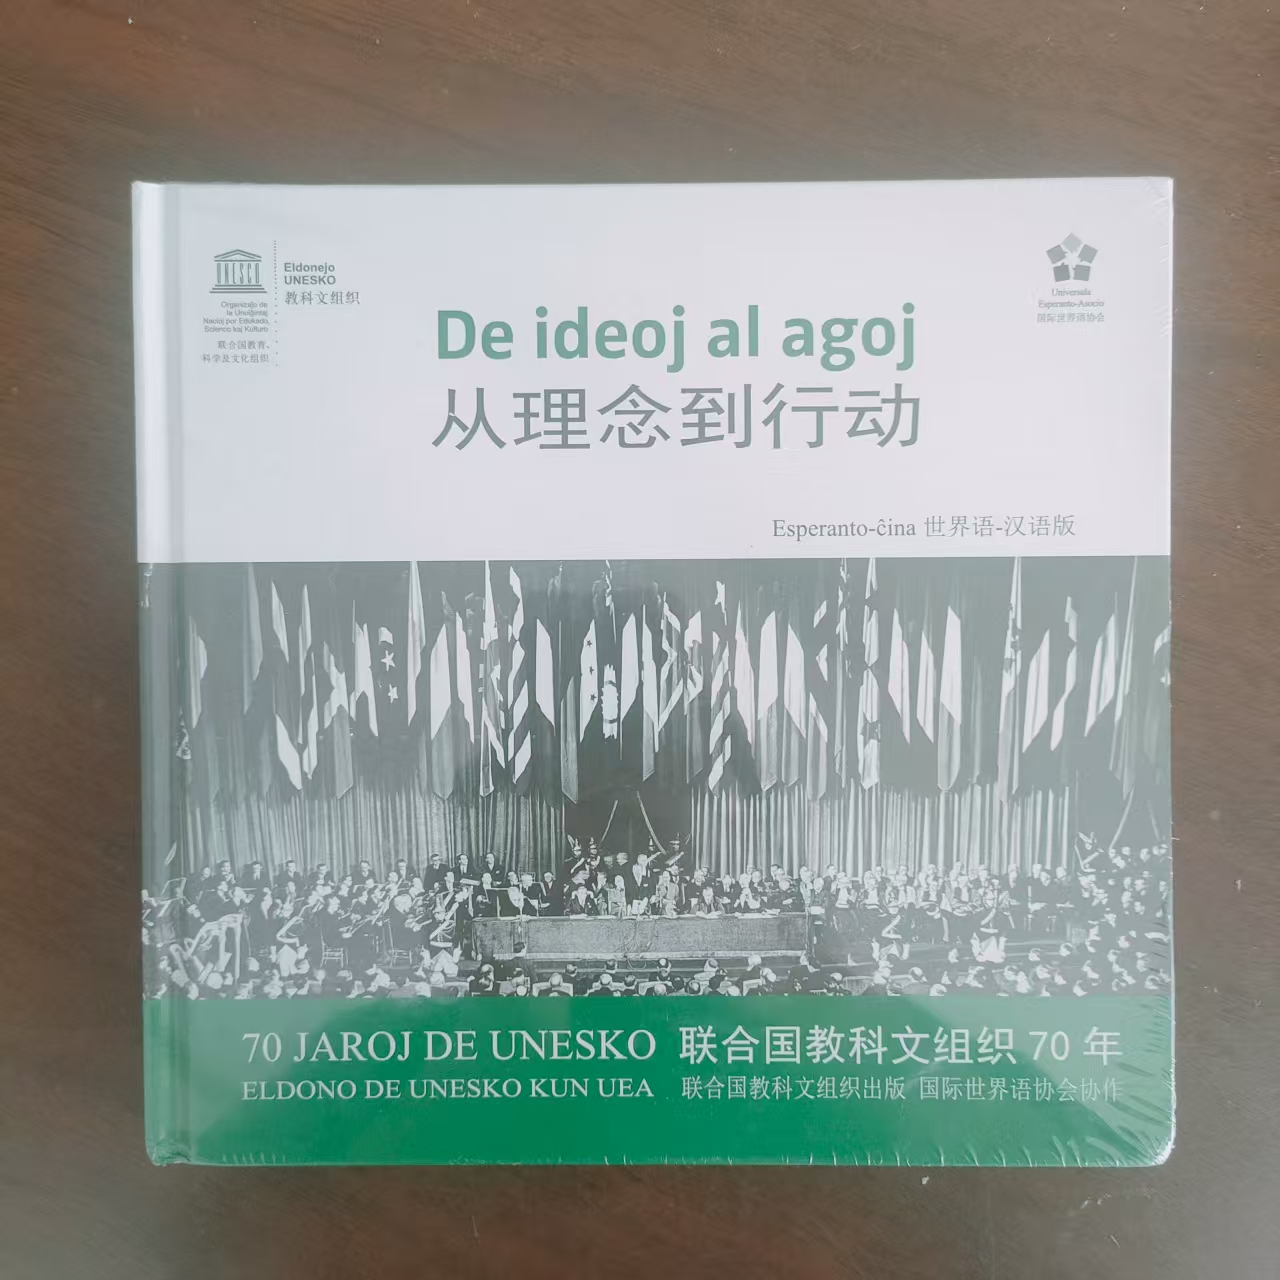 UNESCO
Organizaĵo de
la Unuiĝintaj
Nacioj por Edukado,
Scienco kaj Kulturo
联合国教育、
科学及文化组织
Eldonejo
UNESKO
教科文组织
Universala
Esperanto-Asocio
国际世界语协会
De ideoj al agoj
从理念到行动
Esperanto-ĉina 世界语-汉语版
70 JAROJ DE UNESKO 联合国教科文组织 70 年
ELDONO DE UNESKO KUN UEA 联合国教科文组织出版 国际世界语协会协作